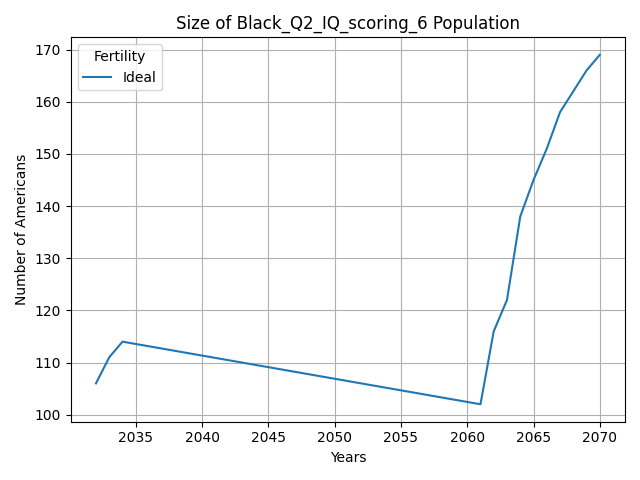 Size of Black_Q2_IQ_scoring_6 Population
Fertility
Ideal
Number of Americans
170
160
150
140
130
120
110
100
2035 2040 2045 2050 2055 2060 2065 2070
Years